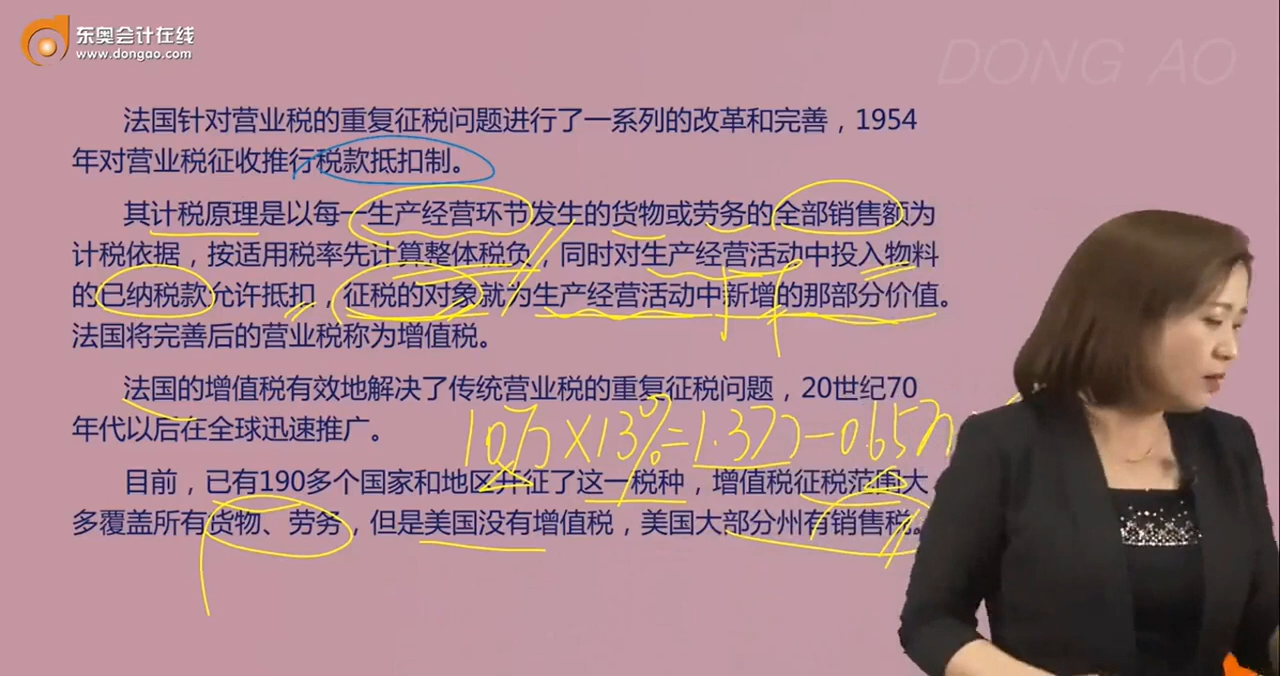 东奥会计在线
www.dongao.com
DONG AO
法国针对营业税的重复征税问题进行了一系列的改革和完善，1954
年对营业税征收推行税款抵扣制。
其计税原理是以每一生产经营环节发生的货物或劳务的全部销售额为
计税依据，按适用税率先计算整体税负，同时对生产经营活动中投入物料
的已纳税款允许抵扣，征税的对象就为生产经营活动中新增的那部分价值。
法国将完善后的营业税称为增值税。
法国的增值税有效地解决了传统营业税的重复征税问题，20世纪70
年代以后在全球迅速推广。
10万×13%=1.3万-0.65万
目前，已有190多个国家和地区开征了这一税种，增值税征税范围大
多覆盖所有货物、劳务，但是美国没有增值税，美国大部分州有销售税。